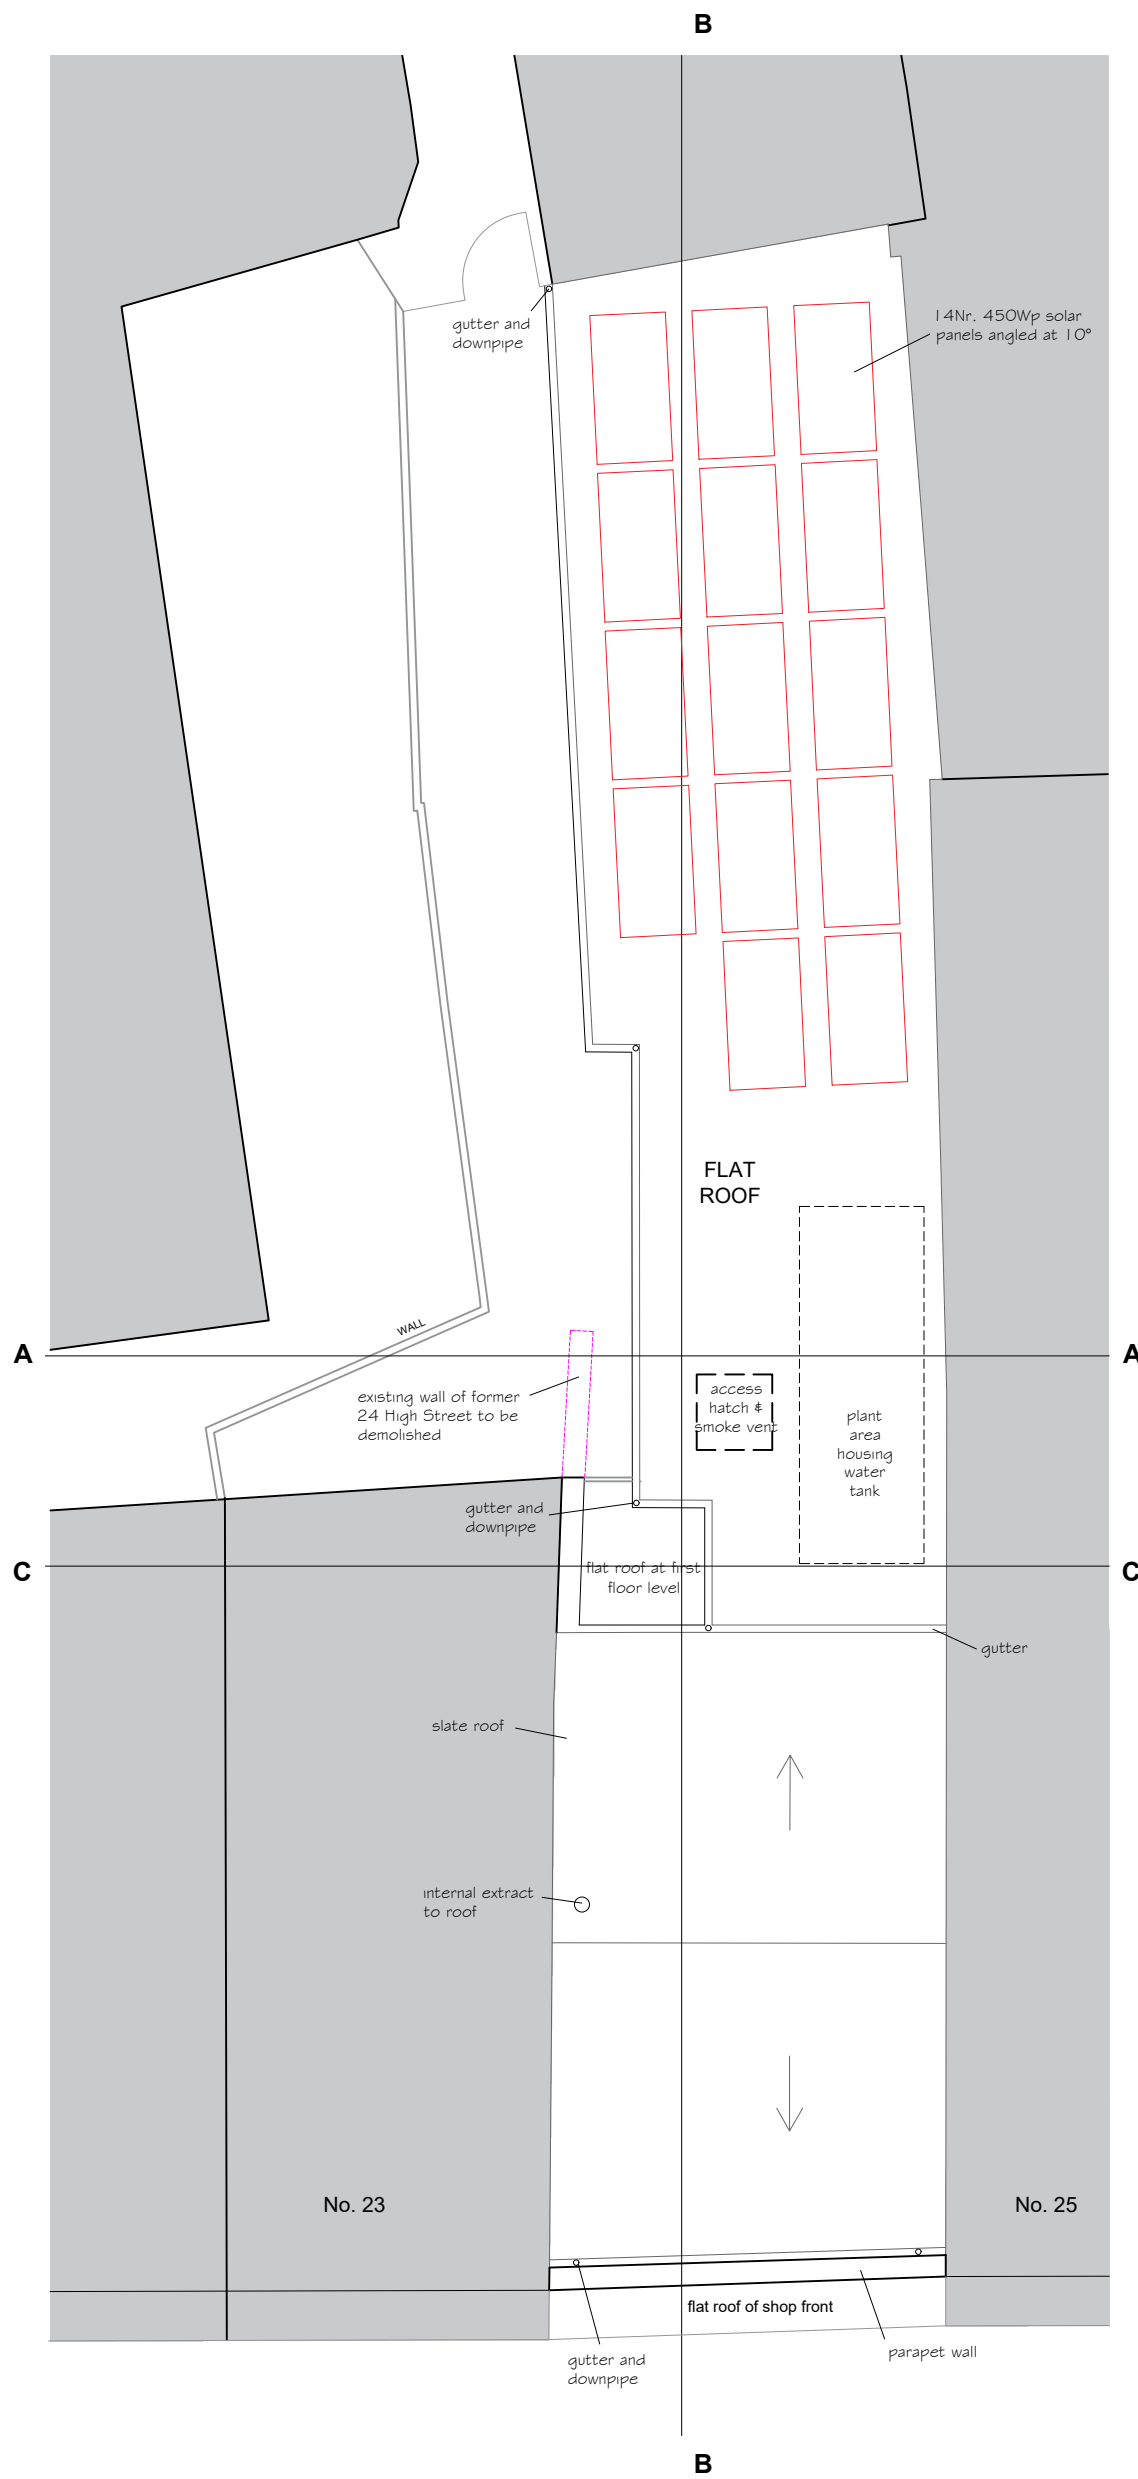 B
gutter and
downpipe
14Nr. 450Wp solar
panels angled at 10°
FLAT
ROOF
WALL
A
A
existing wall of former
24 High Street to be
demolished
access
hatch &
smoke vent
plant
area
housing
water
tank
gutter and
downpipe
C
C
flat roof at first
floor level
gutter
slate roof
internal extract
to roof
No. 23
No. 25
flat roof of shop front
gutter and
downpipe
parapet wall
B